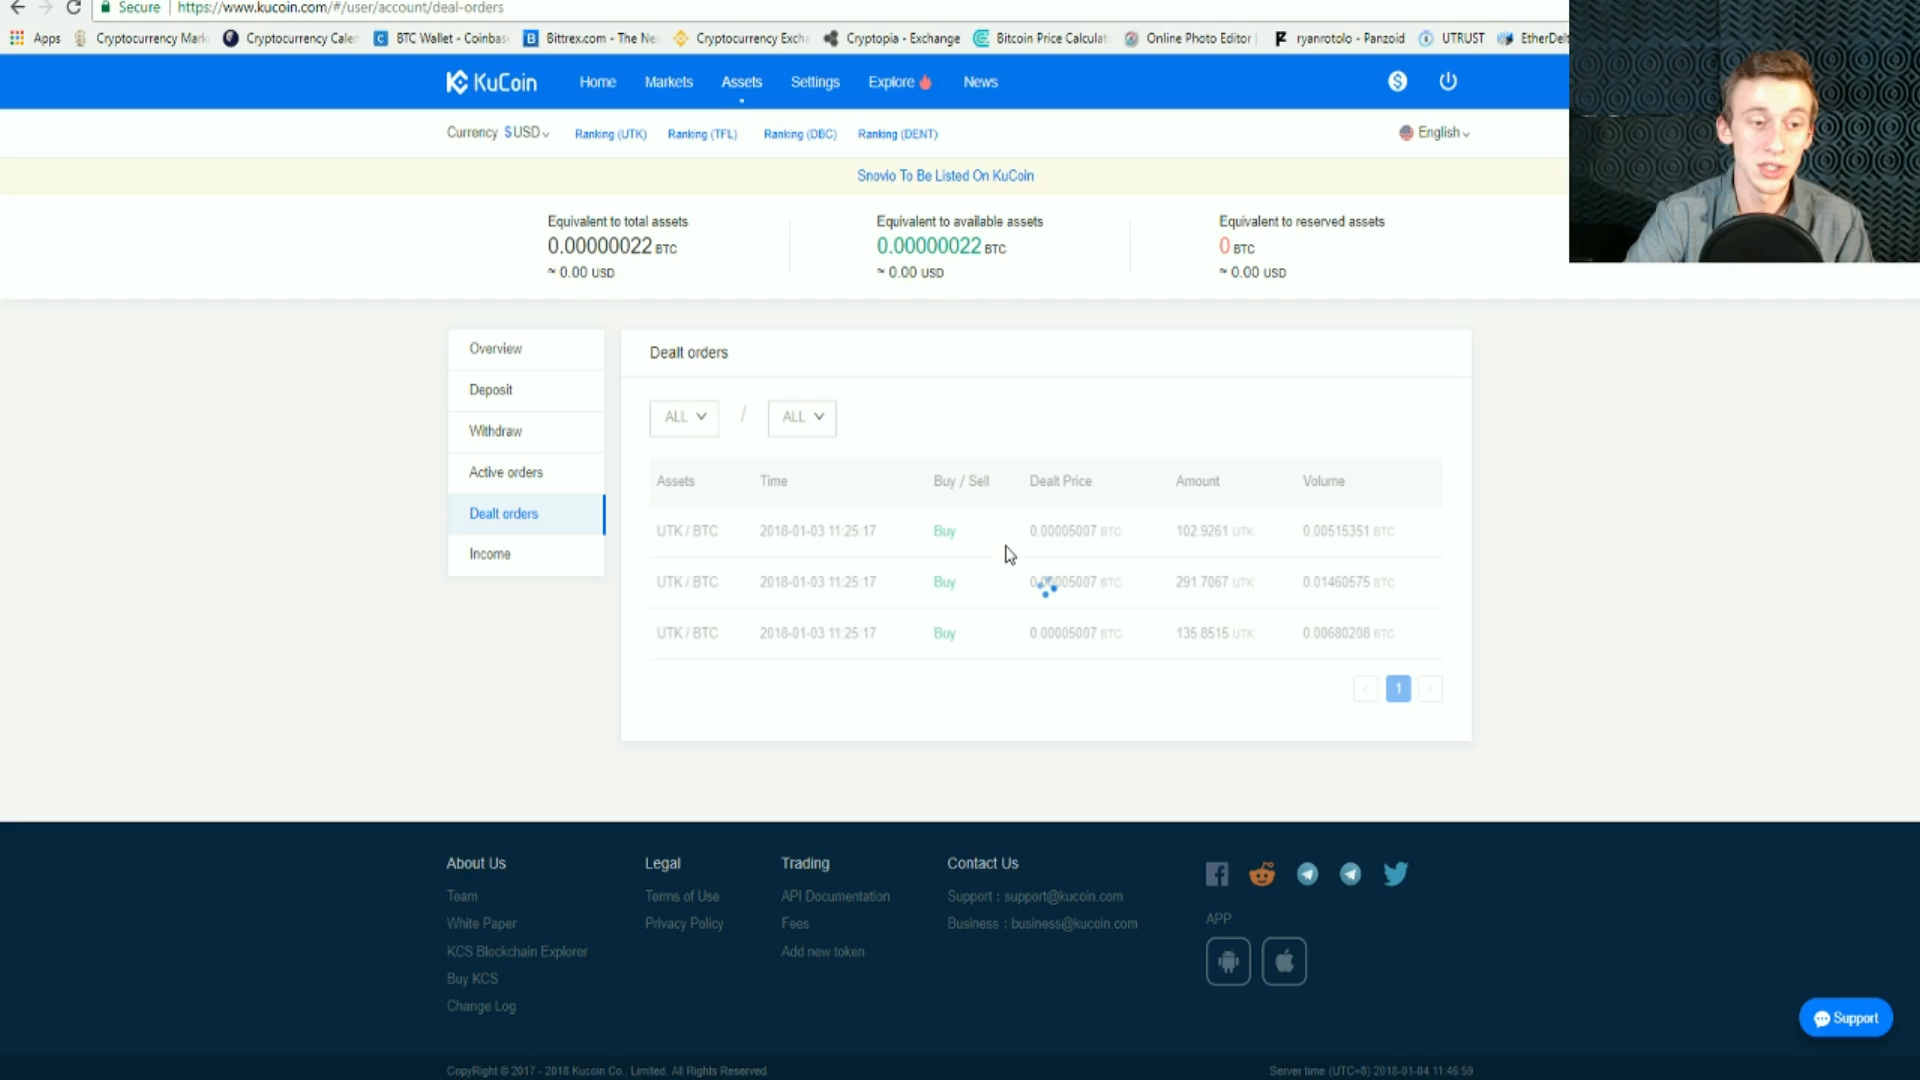 Secure | https://www.kucoin.com/#/user/account/deal-orders
Apps Cryptocurrency Mark Cryptocurrency Cale BTC Wallet - Coinbas Bittrex.com - The Ne Cryptocurrency Exch Cryptopia - Exchange Bitcoin Price Calculat Online Photo Editor ryanrotolo - Panzoid UTRUST EtherDelt
KuCoin Home Markets Assets Settings Explore News
Currency $USD Ranking (UTK) Ranking (TFL) Ranking (DBC) Ranking (DENT) English
Snovio To Be Listed On KuCoin
Equivalent to total assets Equivalent to available assets Equivalent to reserved assets
0.00000022 BTC 0.00000022 BTC 0 BTC
≈ 0.00 USD ≈ 0.00 USD ≈ 0.00 USD
Overview
Deposit
Withdraw
Active orders
Dealt orders
Income
Dealt orders
ALL / ALL
Assets Time Buy / Sell Dealt Price Amount Volume
UTK / BTC 2018-01-03 11:25:17 Buy 0.00005007 BTC 102.9261 UTK 0.00515351 BTC
UTK / BTC 2018-01-03 11:25:17 Buy 0.00005007 BTC 291.7067 UTK 0.01460575 BTC
UTK / BTC 2018-01-03 11:25:17 Buy 0.00005007 BTC 135.8515 UTK 0.00680208 BTC
< 1 >
About Us
Team
White Paper
KCS Blockchain Explorer
Buy KCS
Change Log
Legal
Terms of Use
Privacy Policy
Trading
API Documentation
Fees
Add new token
Contact Us
Support : support@kucoin.com
Business : business@kucoin.com
APP
Support
CopyRight © 2017 - 2018 Kucoin Co., Limited. All Rights Reserved.
Server time (UTC+8) 2018-01-04 11:46:59